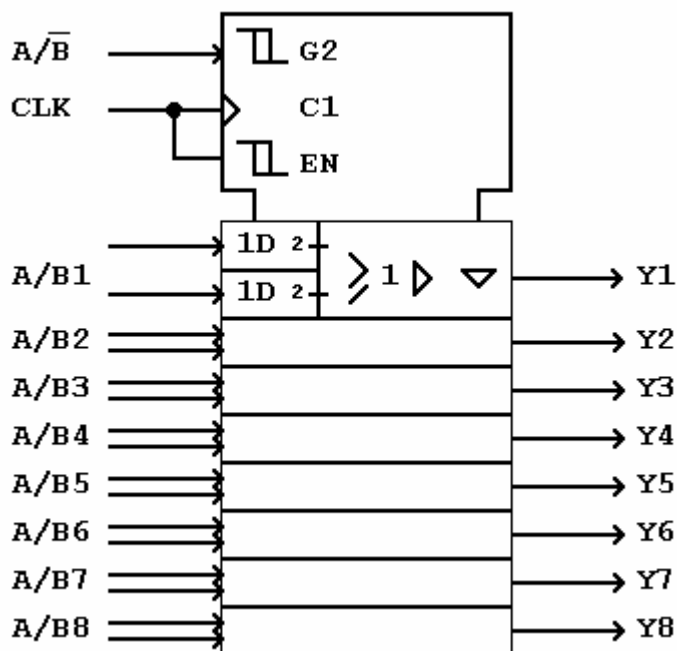 A/B̅ G2
CLK C1
EN
1D 2
A/B1 ≥1 ▷ ▽ Y1
1D 2
A/B2 Y2
A/B3 Y3
A/B4 Y4
A/B5 Y5
A/B6 Y6
A/B7 Y7
A/B8 Y8